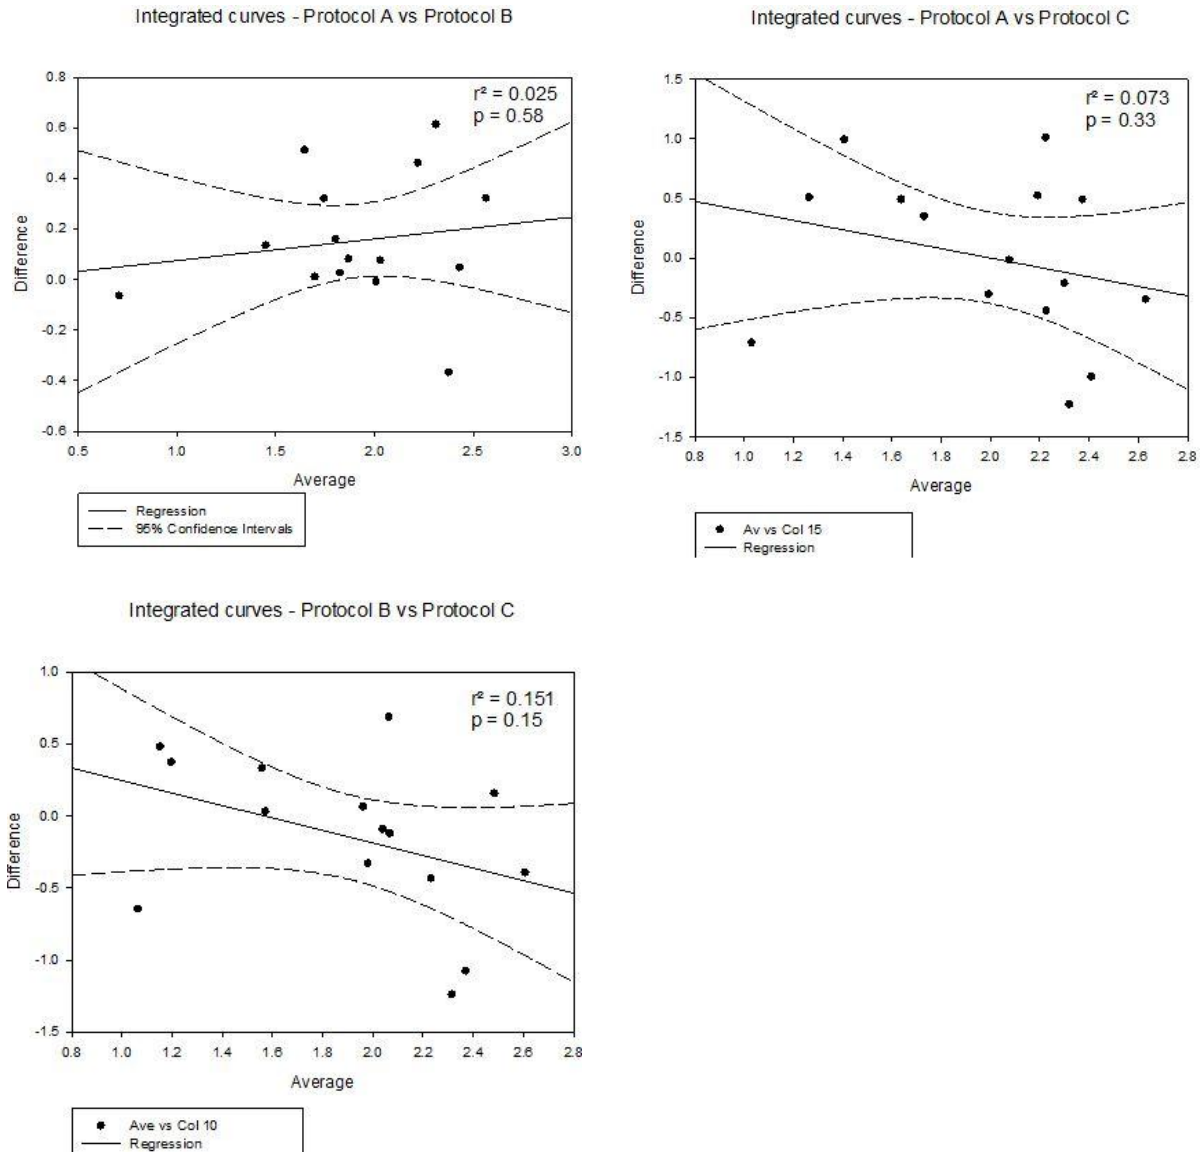 Integrated curves - Protocol A vs Protocol B
r² = 0.025
p = 0.58
0.8
0.6
0.4
0.2
0.0
-0.2
-0.4
-0.6
Difference
0.5 1.0 1.5 2.0 2.5 3.0
Average
Regression
95% Confidence Intervals
Integrated curves - Protocol A vs Protocol C
r² = 0.073
p = 0.33
1.5
1.0
0.5
0.0
-0.5
-1.0
-1.5
Difference
0.8 1.0 1.2 1.4 1.6 1.8 2.0 2.2 2.4 2.6 2.8
Average
Av vs Col 15
Regression
Integrated curves - Protocol B vs Protocol C
r² = 0.151
p = 0.15
1.0
0.5
0.0
-0.5
-1.0
-1.5
Difference
0.8 1.0 1.2 1.4 1.6 1.8 2.0 2.2 2.4 2.6 2.8
Average
Ave vs Col 10
Regression